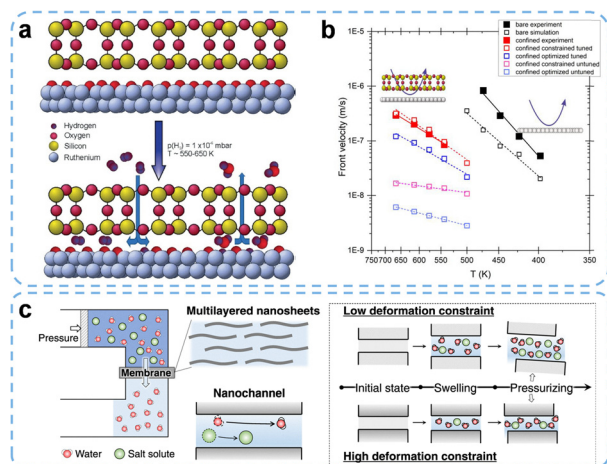 a
Hydrogen
Oxygen
Silicon
Ruthenium
p(H₂) = 1 x10⁻⁶ mbar
T ~ 550-650 K
b
bare experiment
bare simulation
confined experiment
confined constrained tuned
confined optimized tuned
confined constrained untuned
confined optimized untuned
Front velocity (m/s)
1E-5
1E-6
1E-7
1E-8
1E-9
750 700 650 600 550 500 450 400 350
T (K)
c
Pressure
Membrane
Multilayered nanosheets
Nanochannel
Water
Salt solute
Low deformation constraint
Initial state
Swelling
Pressurizing
High deformation constraint